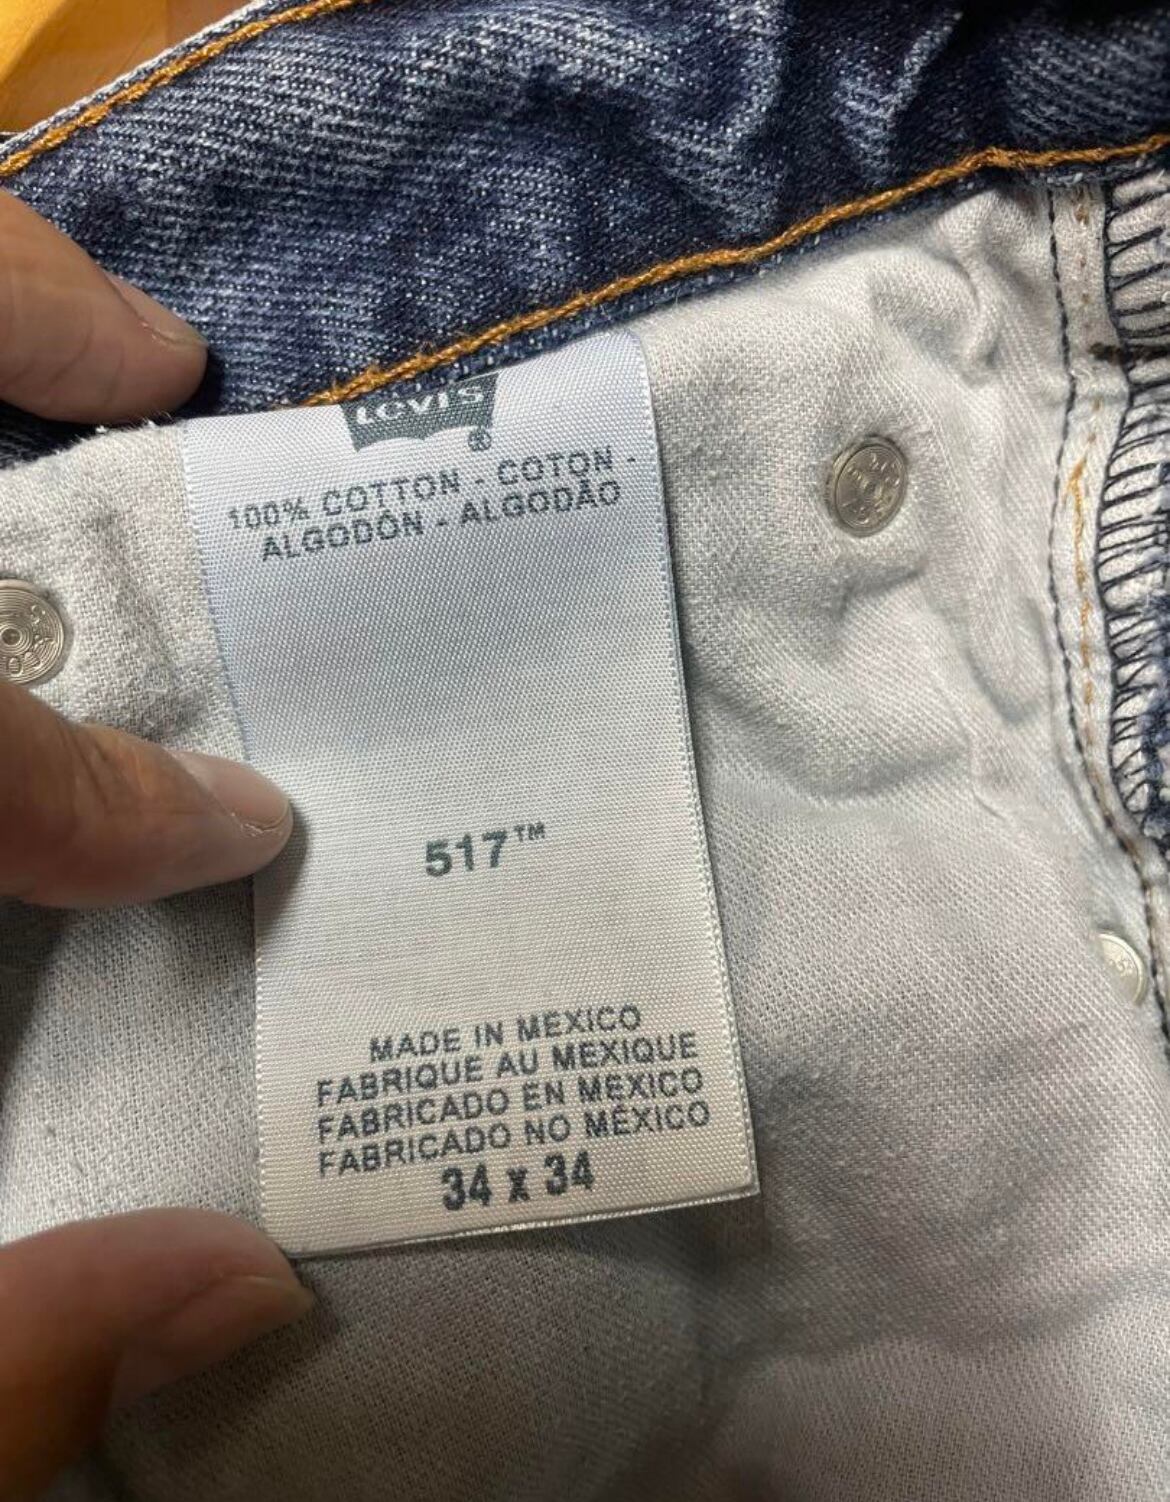 Levi's
®
100% COTTON - COTON -
ALGODÓN - ALGODÃO
517™
MADE IN MEXICO
FABRIQUE AU MEXIQUE
FABRICADO EN MEXICO
FABRICADO NO MÉXICO
34 x 34